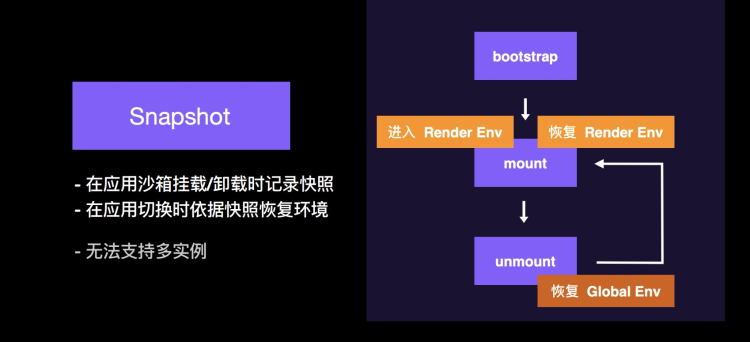 Snapshot
- 在应用沙箱挂载/卸载时记录快照
- 在应用切换时依据快照恢复环境
- 无法支持多实例
bootstrap
进入 Render Env
恢复 Render Env
mount
unmount
恢复 Global Env